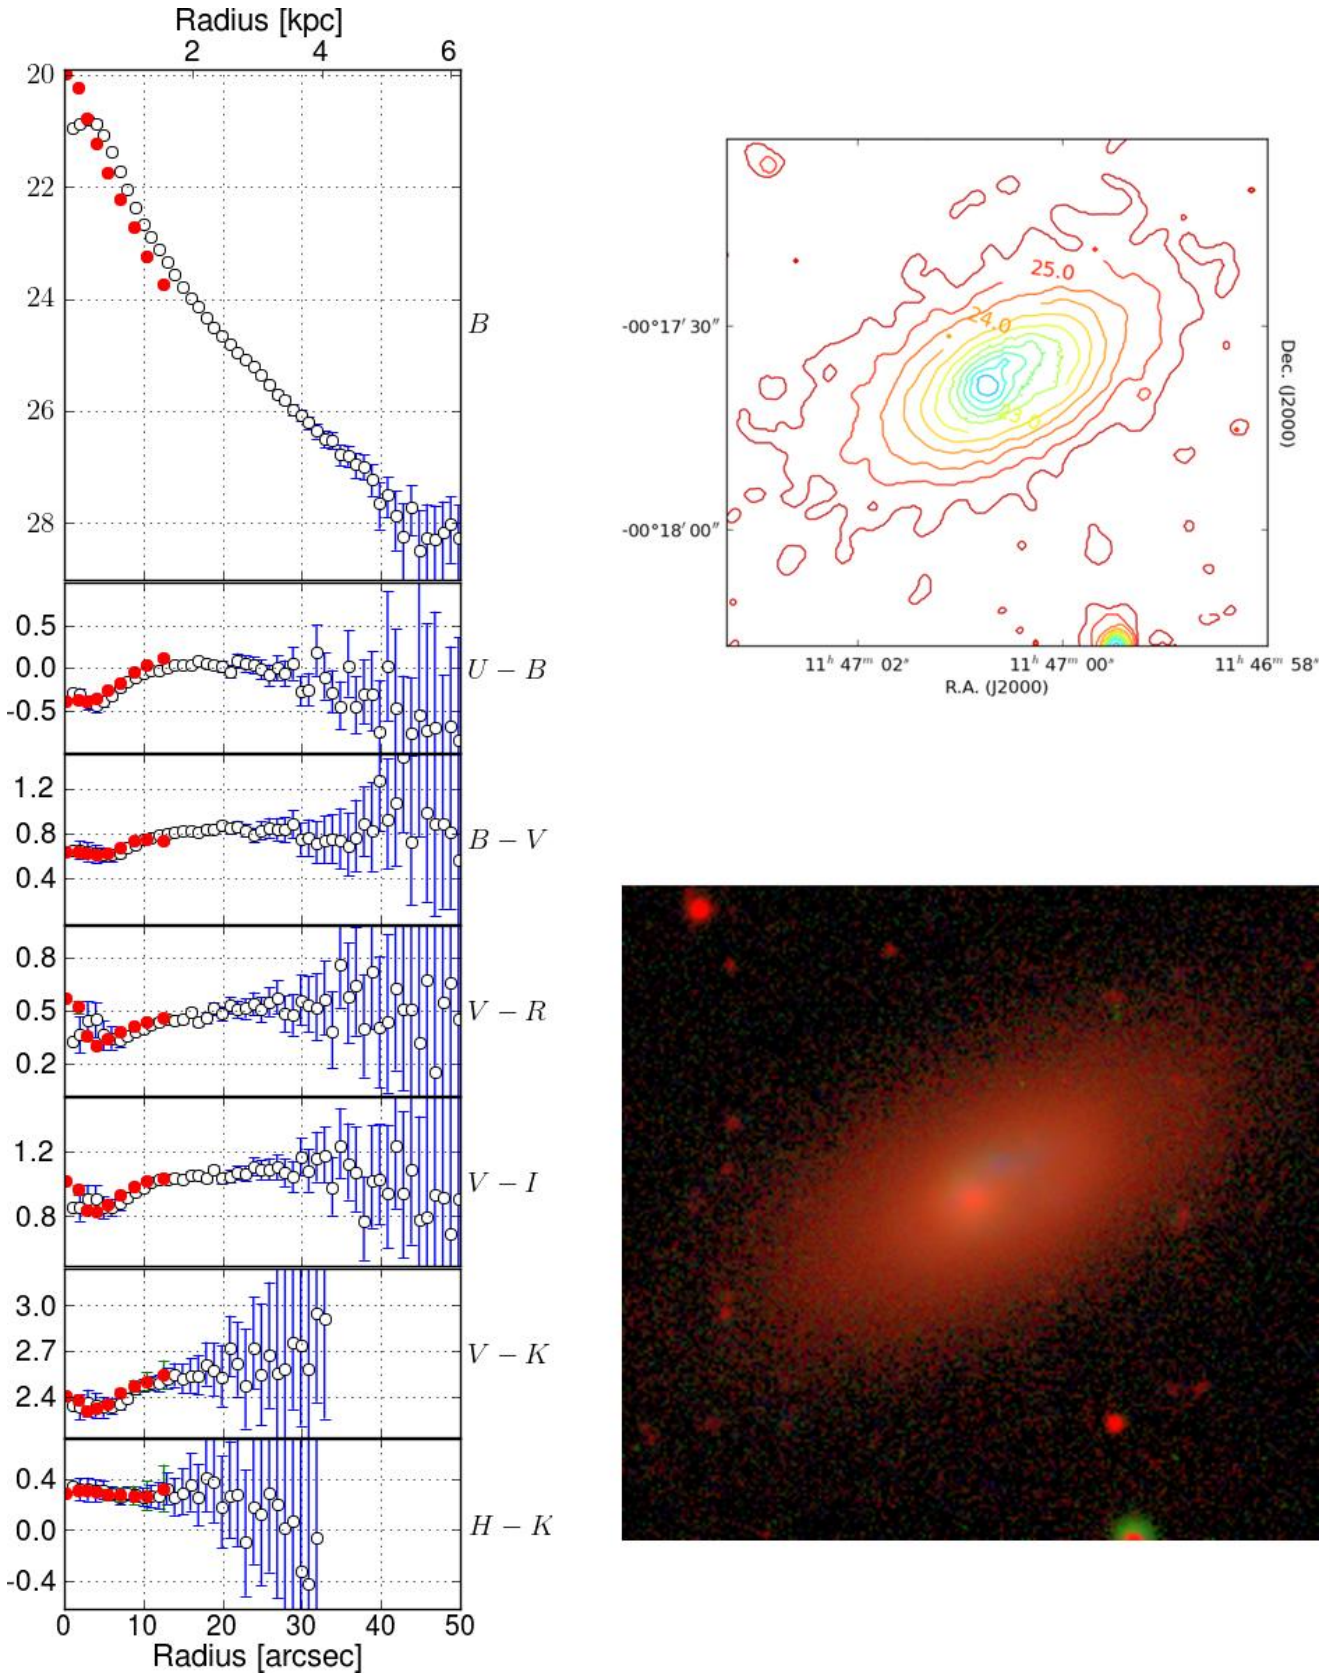 Radius [kpc]
2 4 6
20
22
24
26
28
B
0.5
0.0
-0.5
U − B
1.2
0.8
0.4
B − V
0.8
0.5
0.2
V − R
1.2
0.8
V − I
3.0
2.7
2.4
V − K
0.4
0.0
-0.4
H − K
0 10 20 30 40 50
Radius [arcsec]
25.0
24.0
23.0
-00°17′30″
-00°18′00″
Dec. (J2000)
11ʰ 47ᵐ 02ˢ 11ʰ 47ᵐ 00ˢ 11ʰ 46ᵐ 58ˢ
R.A. (J2000)